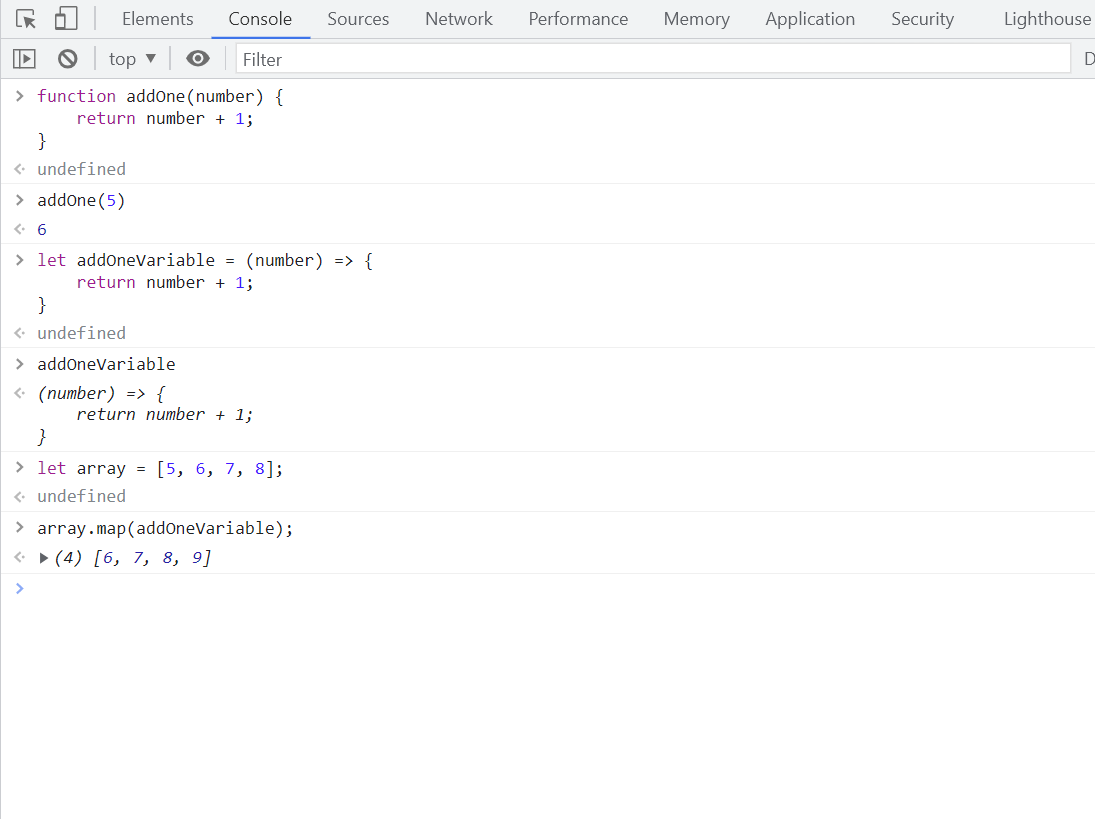 Elements Console Sources Network Performance Memory Application Security Lighthouse
top ▼ Filter D
> function addOne(number) {
    return number + 1;
}
undefined
> addOne(5)
6
> let addOneVariable = (number) => {
    return number + 1;
}
undefined
> addOneVariable
(number) => {
    return number + 1;
}
> let array = [5, 6, 7, 8];
undefined
> array.map(addOneVariable);
▶ (4) [6, 7, 8, 9]
>